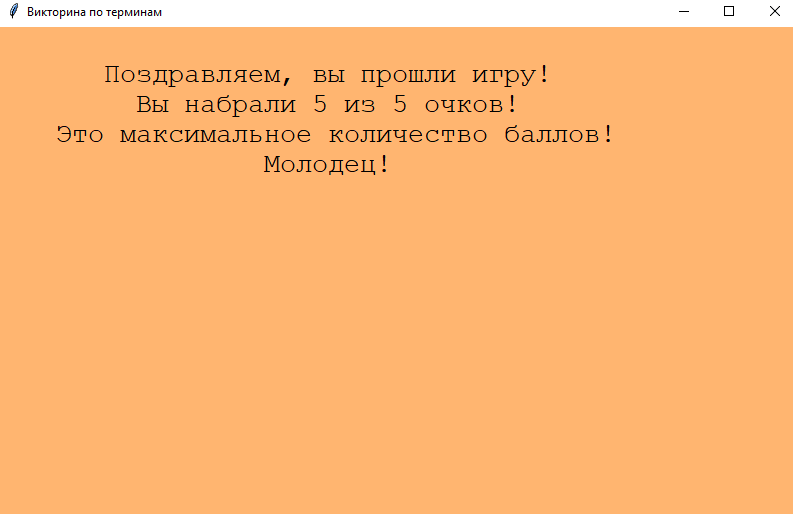 Викторина по терминам
Поздравляем, вы прошли игру!
Вы набрали 5 из 5 очков!
Это максимальное количество баллов!
Молодец!